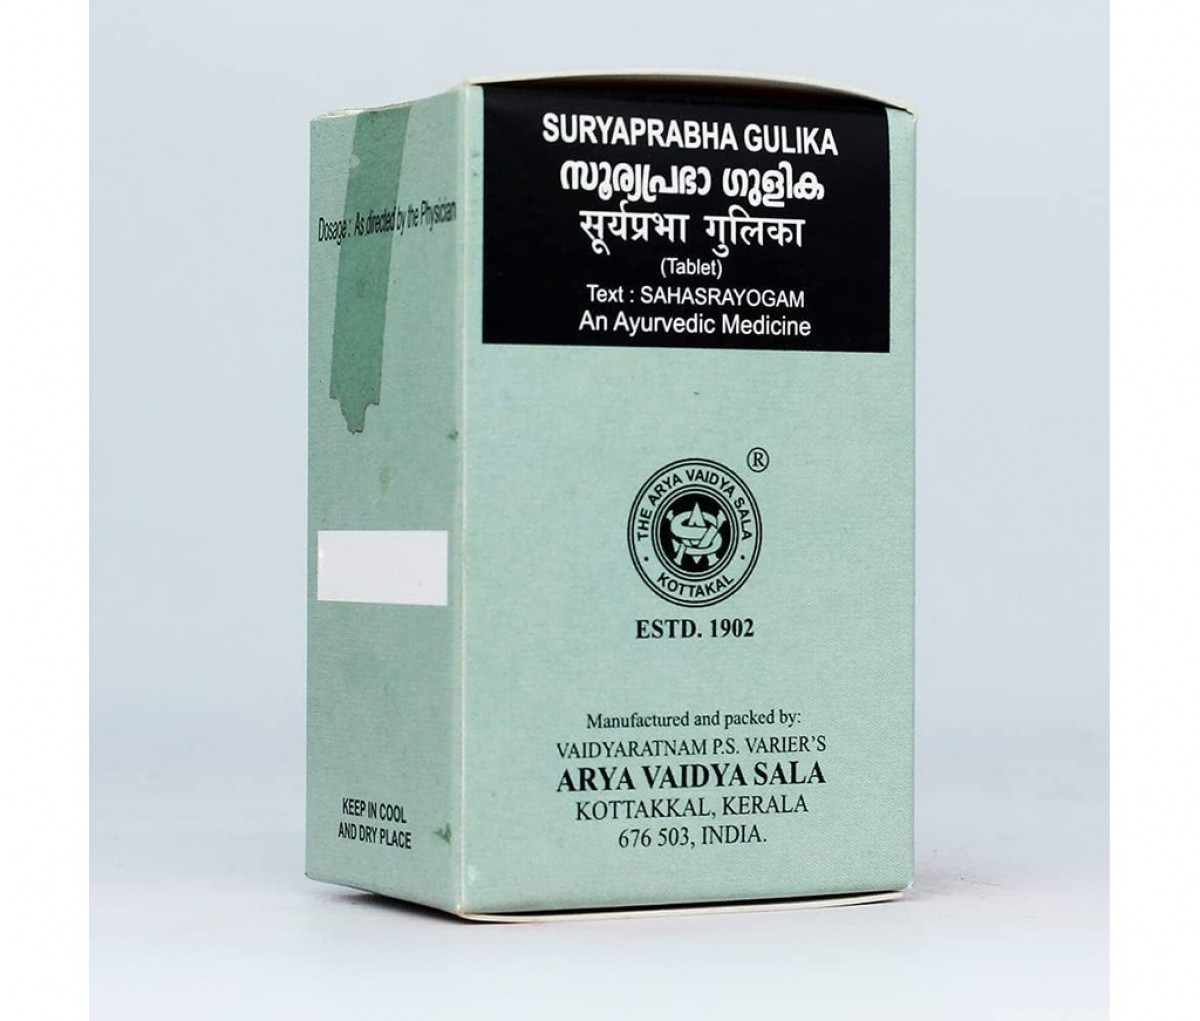 SURYAPRABHA GULIKA
സൂര്യപ്രഭാ ഗുളിക
सूर्यप्रभा गुलिका
(Tablet)
Text : SAHASRAYOGAM
An Ayurvedic Medicine
Dosage : As directed by the Physician
®
THE ARYA VAIDYA SALA
KOTTAKAL
ESTD. 1902
Manufactured and packed by:
VAIDYARATNAM P.S. VARIER'S
ARYA VAIDYA SALA
KOTTAKKAL, KERALA
676 503, INDIA.
KEEP IN COOL
AND DRY PLACE